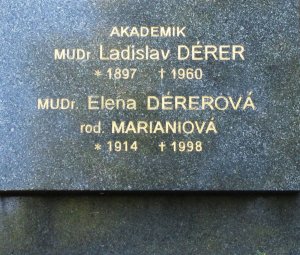 AKADEMIK
MUDr Ladislav DÉRER
* 1897 † 1960
MUDr. Elena DÉREROVÁ
rod. MARIANIOVÁ
* 1914 † 1998